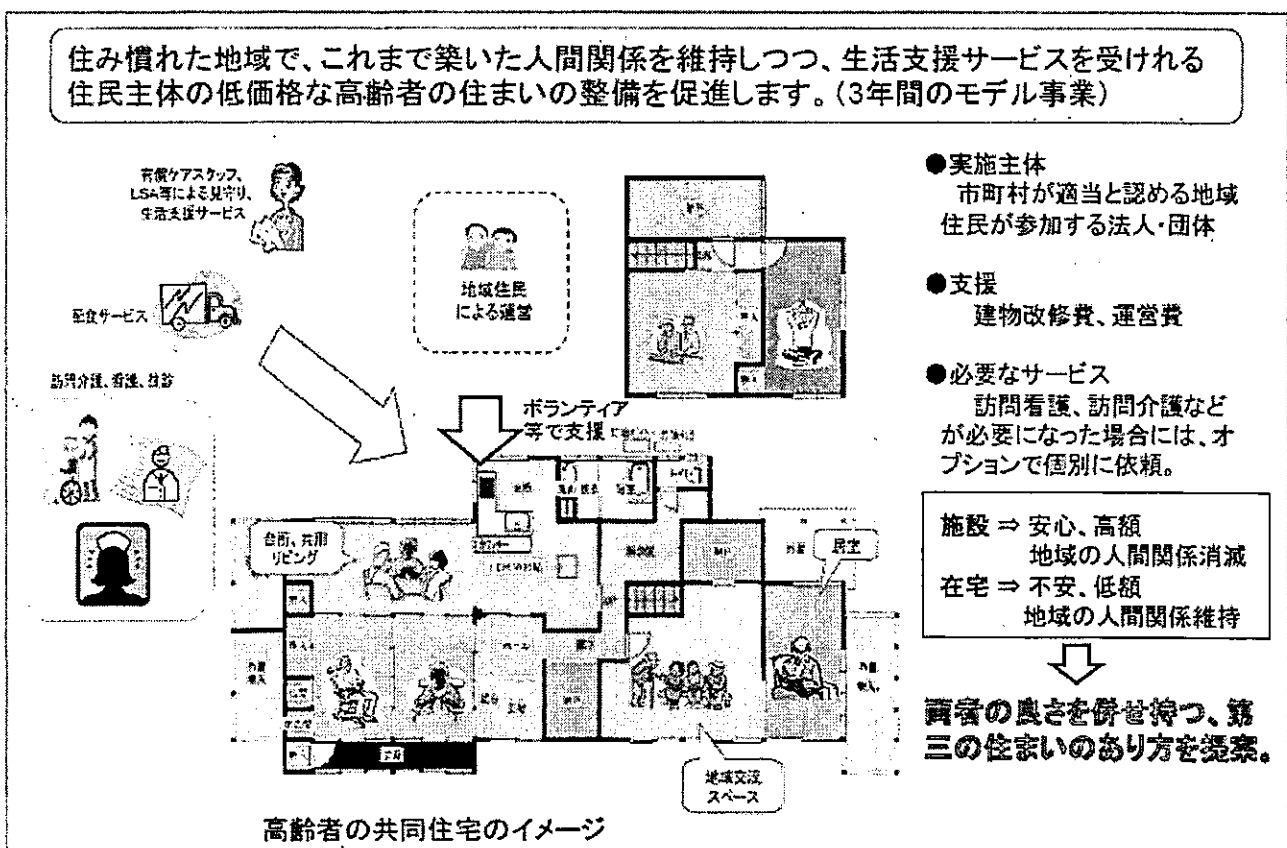 住み慣れた地域で、これまで築いた人間関係を維持しつつ、生活支援サービスを受けれる
住民主体の低価格な高齢者の住まいの整備を促進します。(3年間のモデル事業)
有償ケアスタッフ、
LSA等による見守り、
生活支援サービス
配食サービス
訪問介護、看護、往診
地域住民
による運営
ボランティア
等で支援
台所、共用
リビング
居室
地域交流
スペース
高齢者の共同住宅のイメージ
●実施主体
市町村が適当と認める地域
住民が参加する法人・団体
●支援
建物改修費、運営費
●必要なサービス
訪問看護、訪問介護など
が必要になった場合には、オ
プションで個別に依頼。
施設 ⇒ 安心、高額
地域の人間関係消滅
在宅 ⇒ 不安、低額
地域の人間関係維持
両者の良さを併せ持つ、第
三の住まいのあり方を提案。